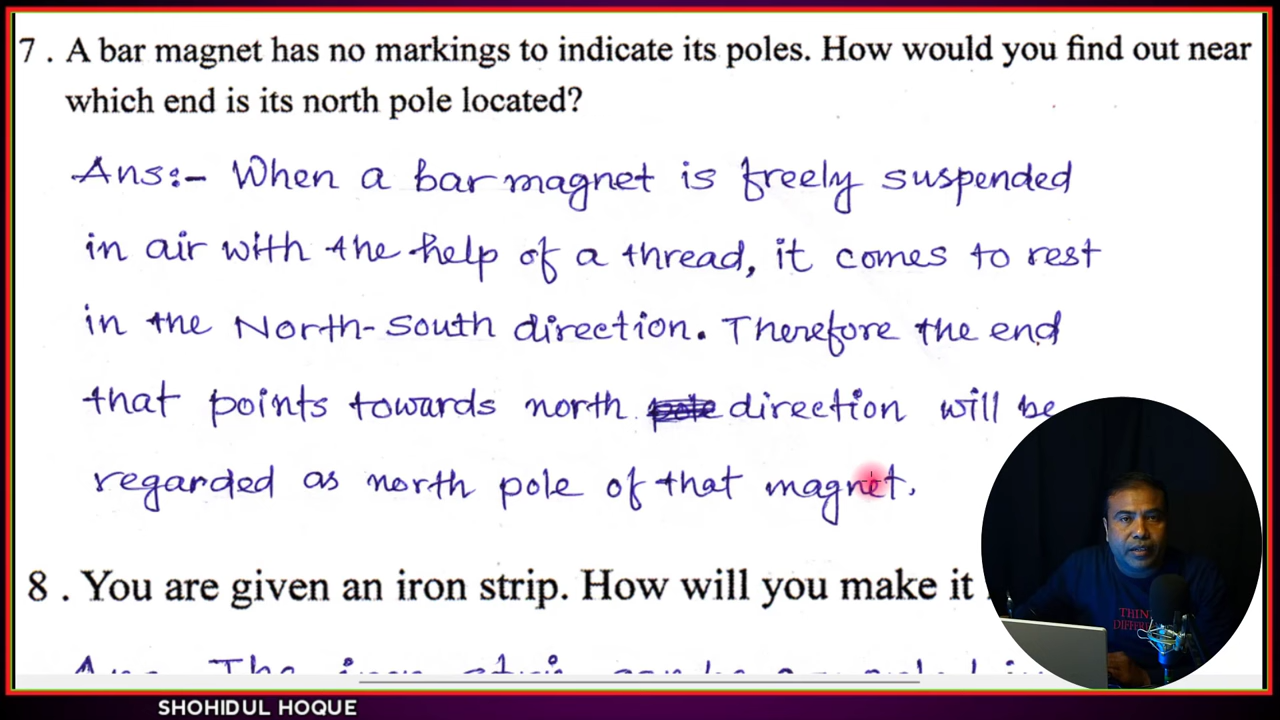 7 . A bar magnet has no markings to indicate its poles. How would you find out near
which end is its north pole located?
Ans:- When a bar magnet is freely suspended
in air with the help of a thread, it comes to rest
in the North-South direction. Therefore the end
that points towards north direction will be
regarded as north pole of that magnet.
8 . You are given an iron strip. How will you make it
THINK
SHOHIDUL HOQUE